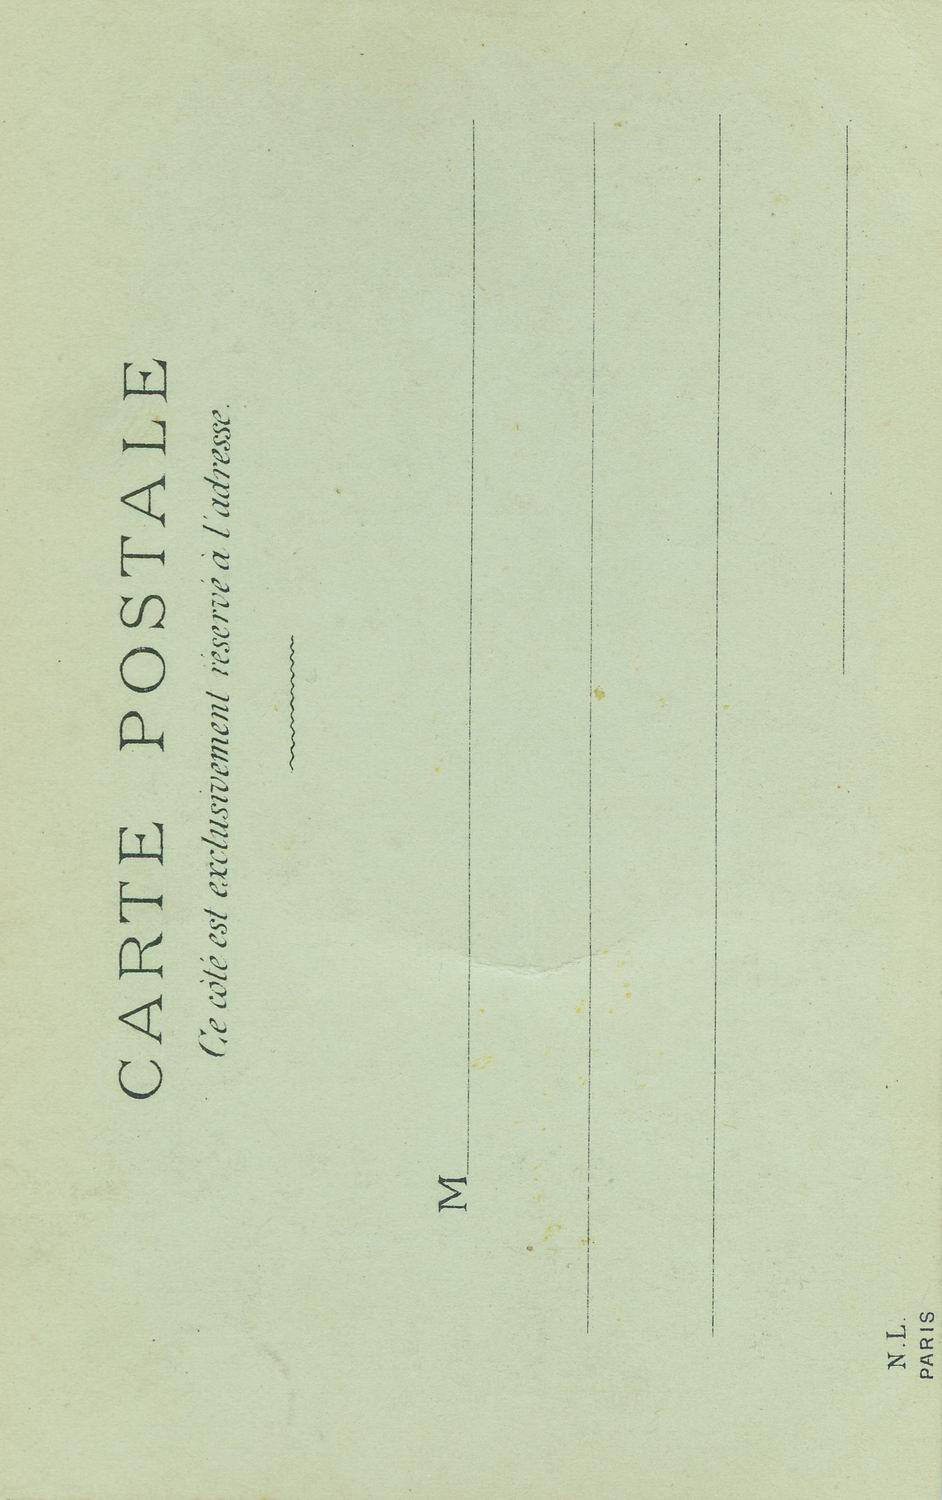 CARTE POSTALE
Ce côté est exclusivement réservé à l'adresse.
M
N.L.
PARIS